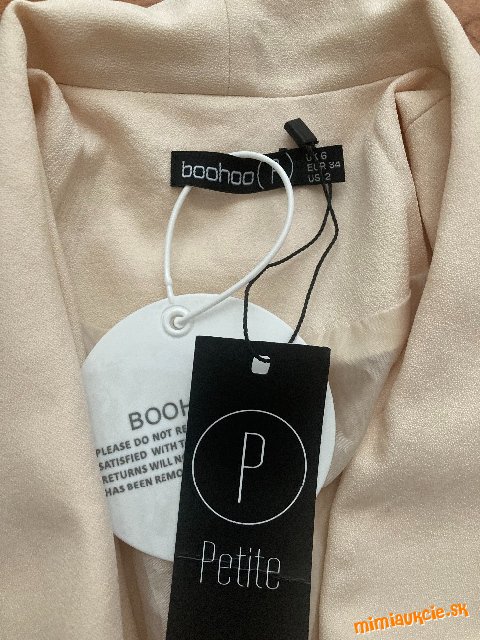 boohoo(P)
UK 6
EUR 34
US 2
BOOH
PLEASE DO NOT RE
SATISFIED WITH T
RETURNS WILL N
HAS BEEN REMO
P
Petite
mimiaukcie.sk